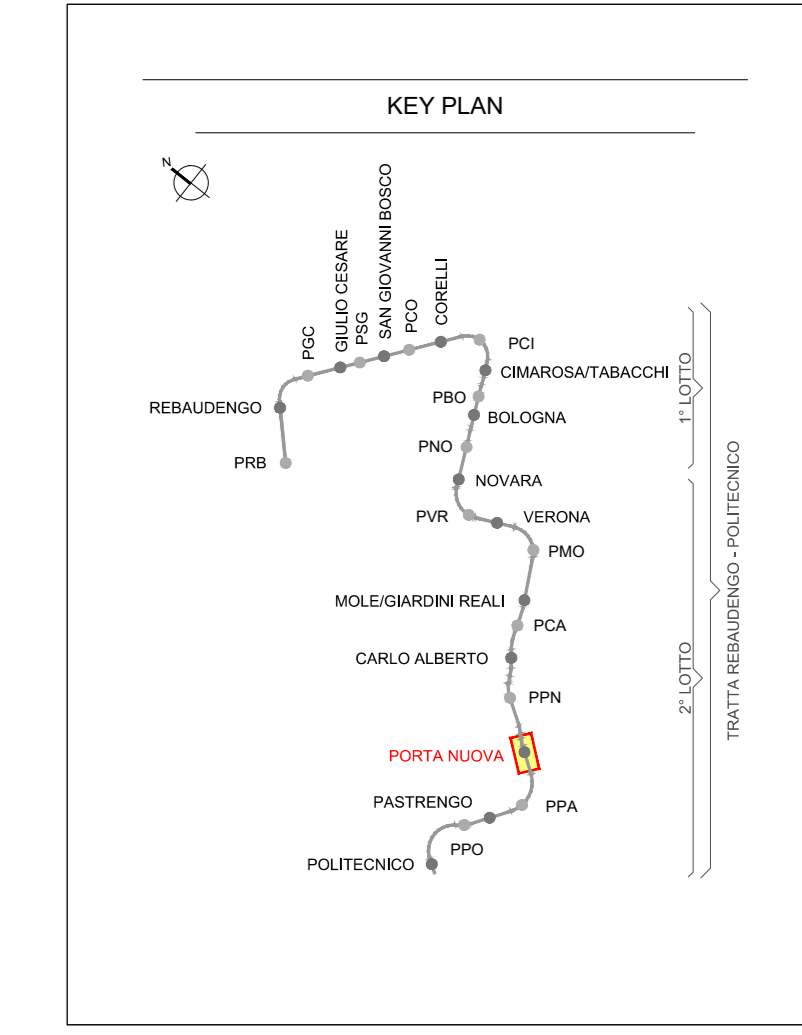 KEY PLAN
N
PGC
GIULIO CESARE
PSG
SAN GIOVANNI BOSCO
PCO
CORELLI
PCI
CIMAROSA/TABACCHI
REBAUDENGO
PBO
BOLOGNA
PRB
PNO
NOVARA
PVR
VERONA
PMO
MOLE/GIARDINI REALI
PCA
CARLO ALBERTO
PPN
PORTA NUOVA
PASTRENGO
PPA
PPO
POLITECNICO
1° LOTTO
2° LOTTO
TRATTA REBAUDENGO - POLITECNICO